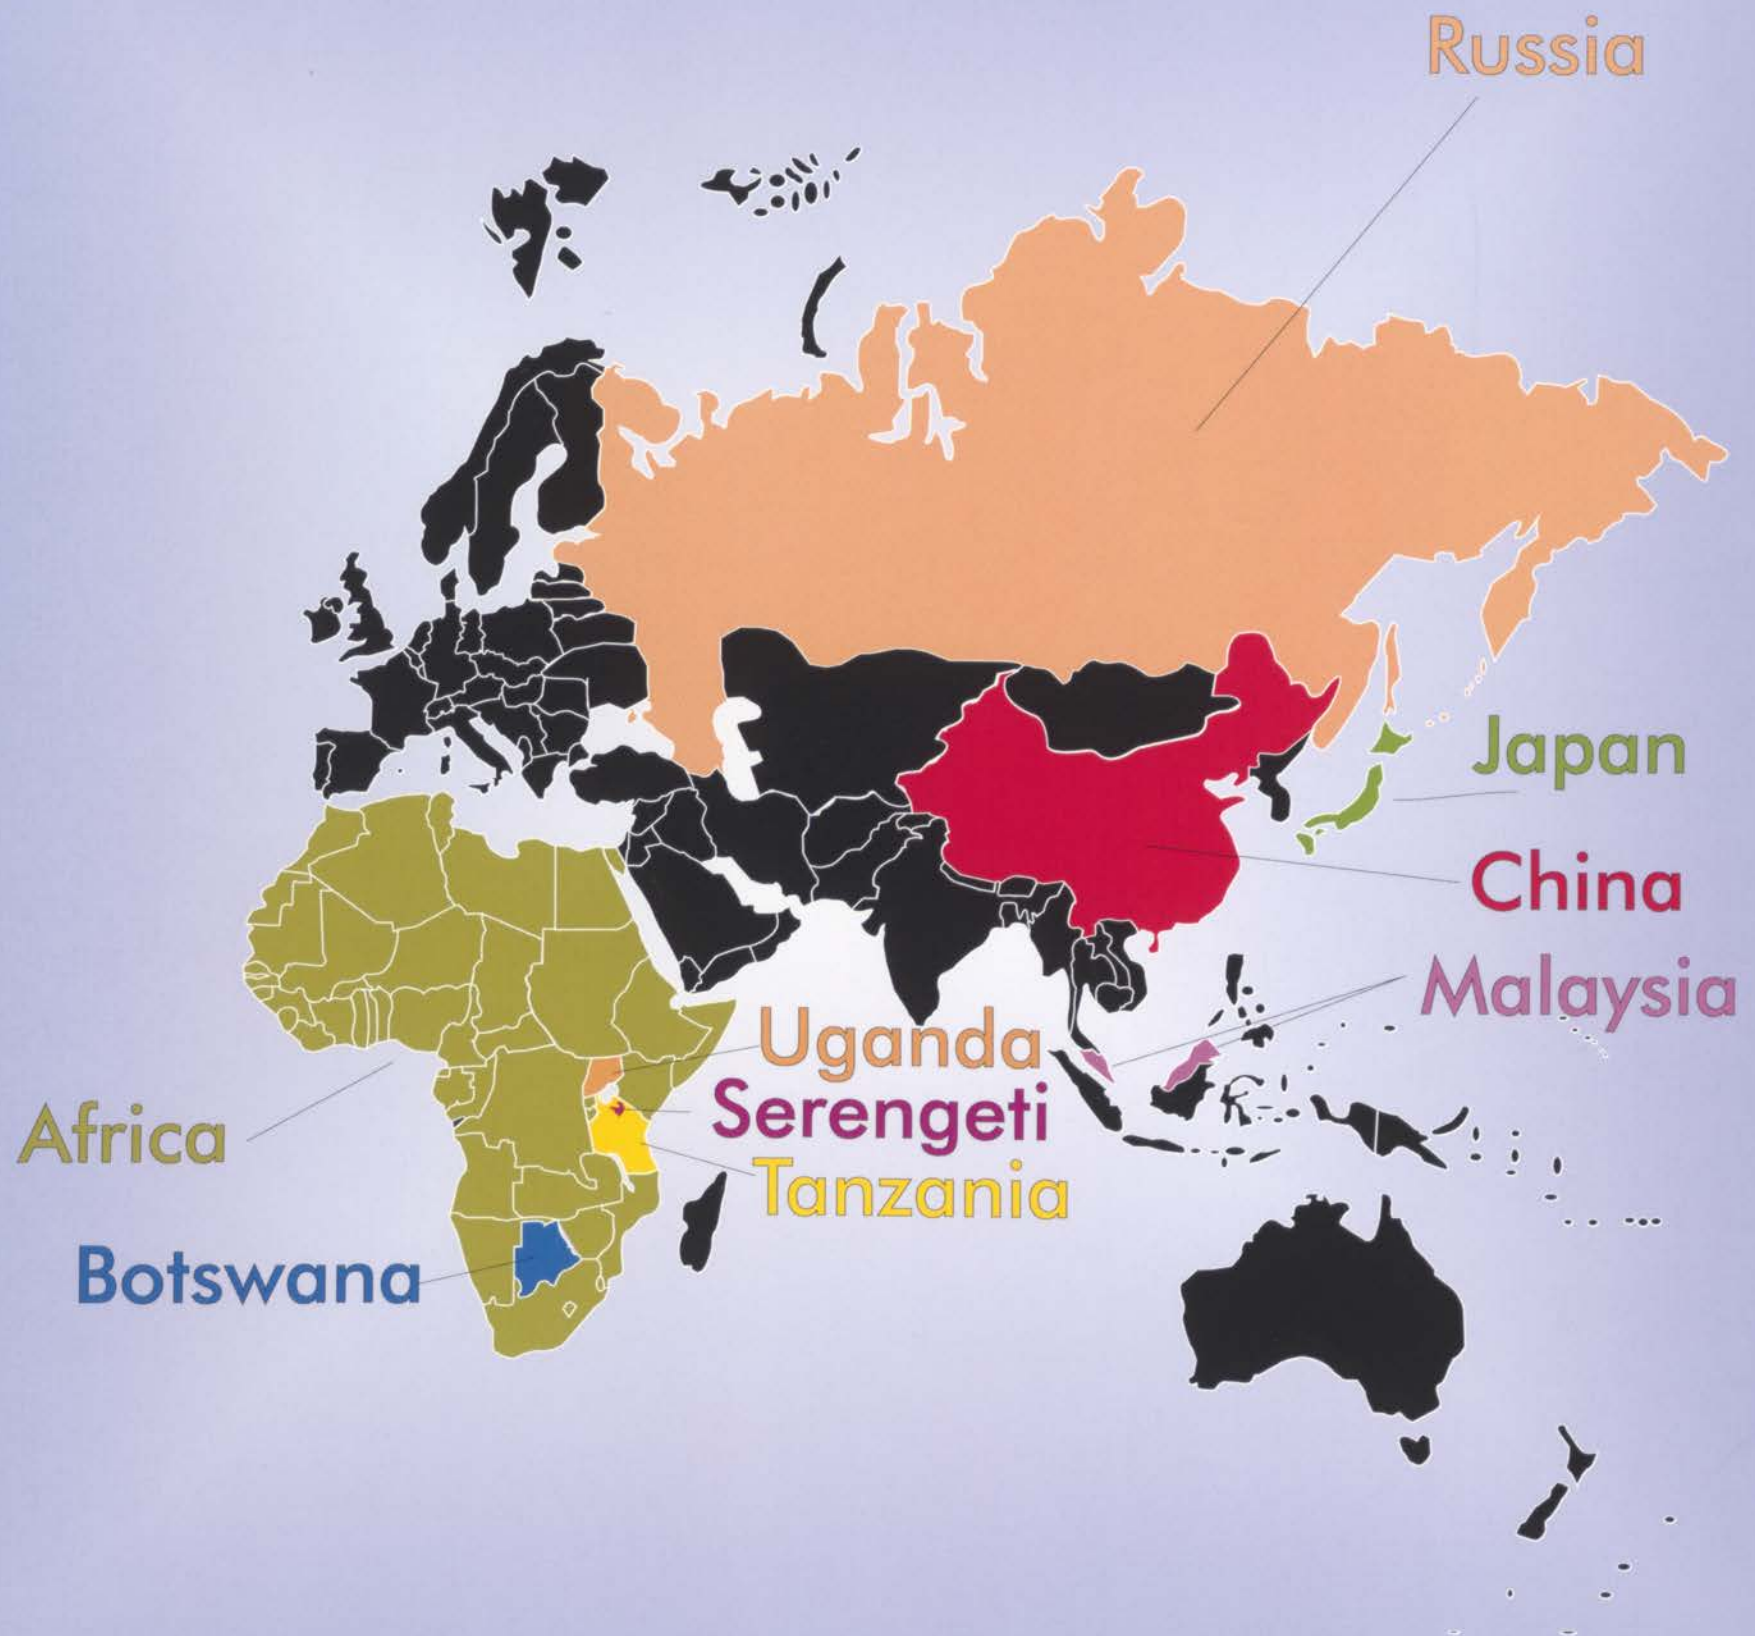 Russia
Japan
China
Malaysia
Uganda
Serengeti
Tanzania
Africa
Botswana